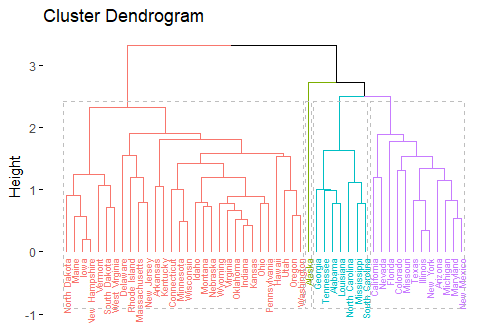 Cluster Dendrogram
Height
3
2
1
0
-1
North Dakota
Maine
Iowa
New Hampshire
Vermont
South Dakota
West Virginia
Delaware
Rhode Island
Massachusetts
New Jersey
Arkansas
Kentucky
Connecticut
Minnesota
Wisconsin
Idaho
Montana
Nebraska
Wyoming
Virginia
Oklahoma
Indiana
Kansas
Ohio
Pennsylvania
Hawaii
Utah
Oregon
Washington
Alaska
Georgia
Tennessee
Alabama
Louisiana
North Carolina
Mississippi
South Carolina
California
Nevada
Florida
Colorado
Missouri
Texas
Illinois
New York
Arizona
Michigan
Maryland
New Mexico